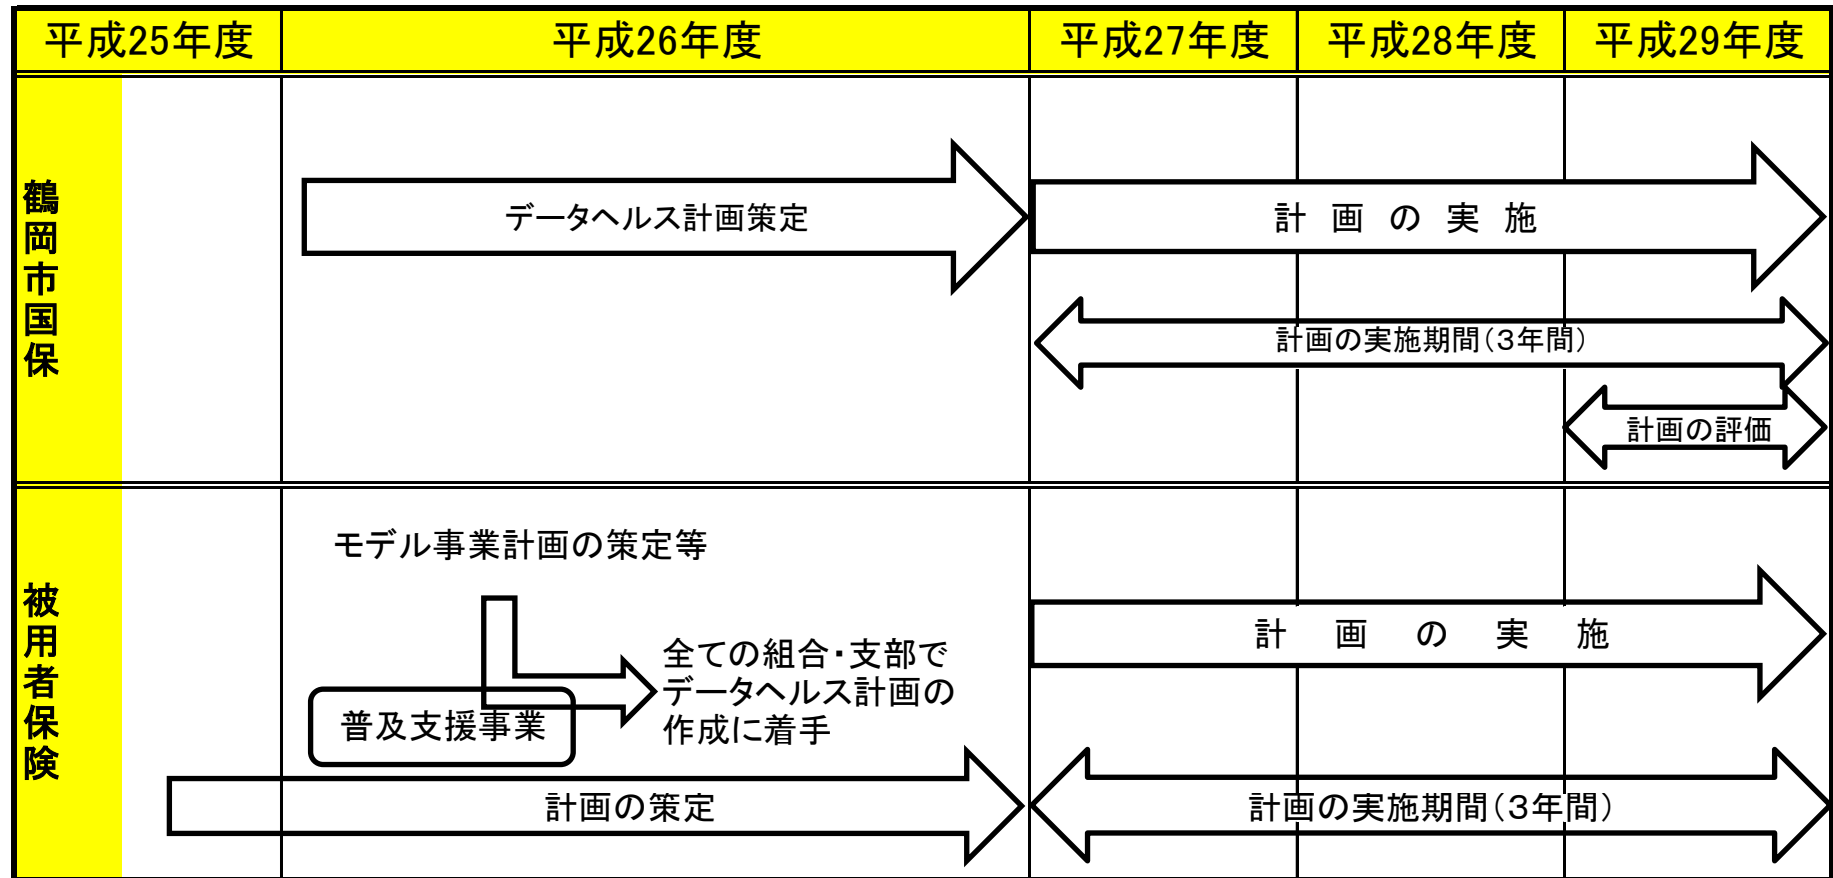 平成25年度
平成26年度
平成27年度
平成28年度
平成29年度
鶴岡市国保
データヘルス計画策定
計画の実施
計画の実施期間(3年間)
計画の評価
被用者保険
モデル事業計画の策定等
全ての組合・支部で
データヘルス計画の
作成に着手
普及支援事業
計画の実施
計画の策定
計画の実施期間(3年間)